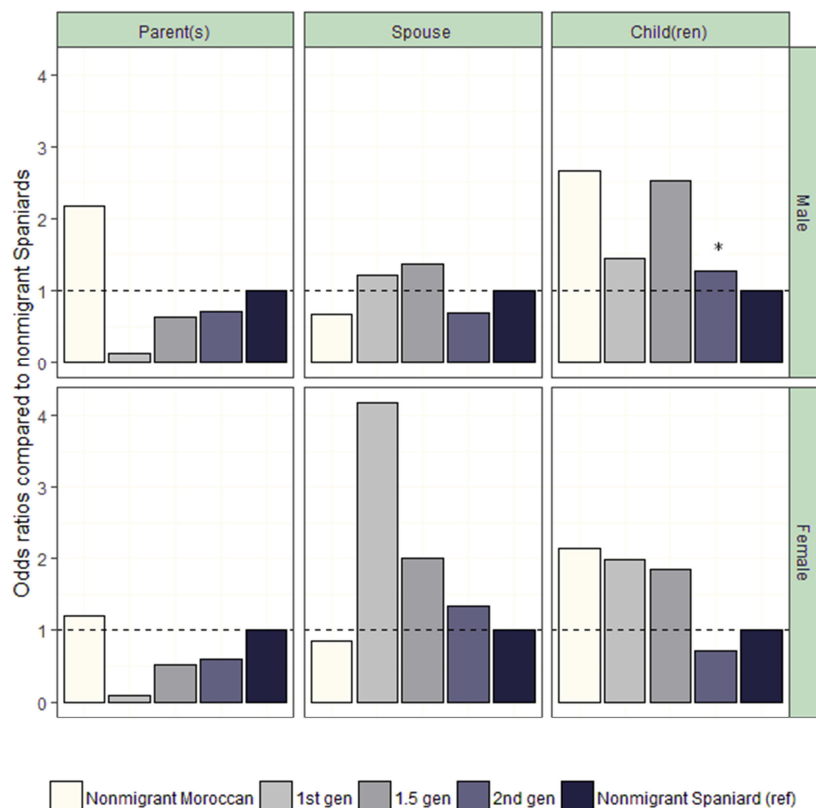 Parent(s) Spouse Child(ren)
Odds ratios compared to nonmigrant Spaniards
4
3
2
1
0
*
Male
4
3
2
1
0
Female
Nonmigrant Moroccan 1st gen 1.5 gen 2nd gen Nonmigrant Spaniard (ref)